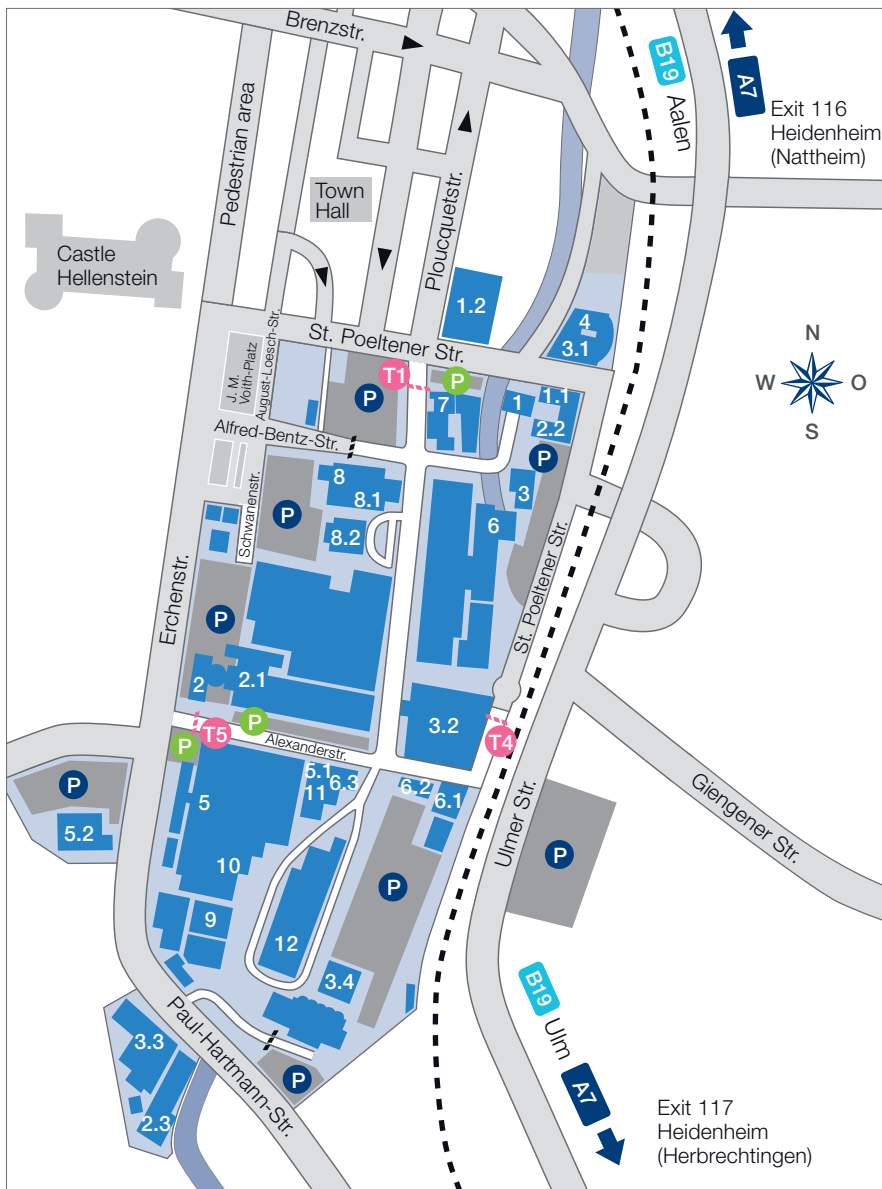 Brenzstr.
B19
Aalen
A7
Exit 116
Heidenheim
(Nattheim)
Pedestrian area
Town
Hall
Ploucquetstr.
Castle
Hellenstein
1.2
4
3.1
St. Poeltener Str.
J. M.
Voith-Platz
August-Loesch-Str.
N
W
O
S
T1
P
P
7
1
1.1
2.2
P
Alfred-Bentz-Str.
8
8.1
8.2
3
6
P
Schwanenstr.
Erchenstr.
St. Poeltener Str.
P
2
2.1
3.2
P
T5
P
T4
Alexanderstr.
P
5.2
5
5.1
11
6.3
6.2
6.1
Ulmer Str.
Giengener Str.
P
10
P
9
12
3.4
B19
Ulm
A7
Paul-Hartmann-Str.
3.3
2.3
P
Exit 117
Heidenheim
(Herbrechtingen)